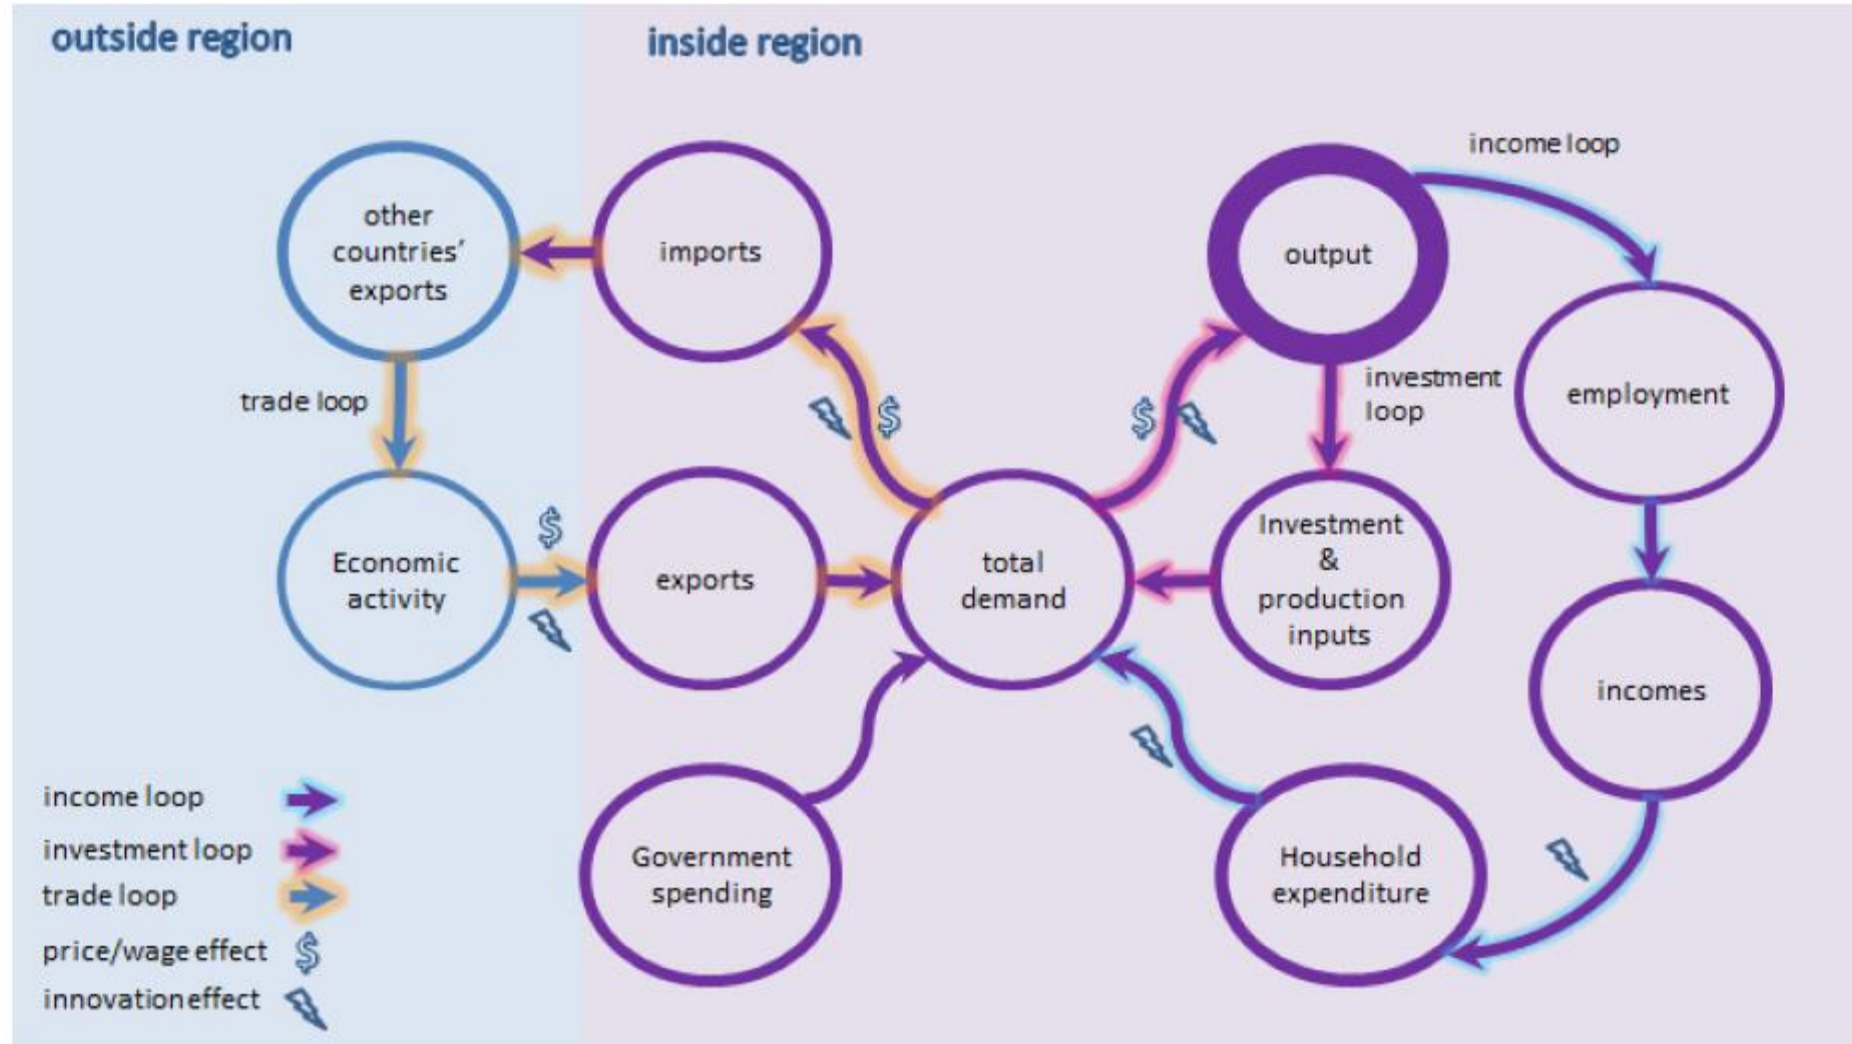 outside region
inside region
income loop
other
countries'
exports
imports
output
investment
loop
employment
trade loop
$
$
$
Economic
activity
exports
total
demand
Investment
&
production
inputs
incomes
Government
spending
Household
expenditure
income loop
investment loop
trade loop
price/wage effect $
innovation effect